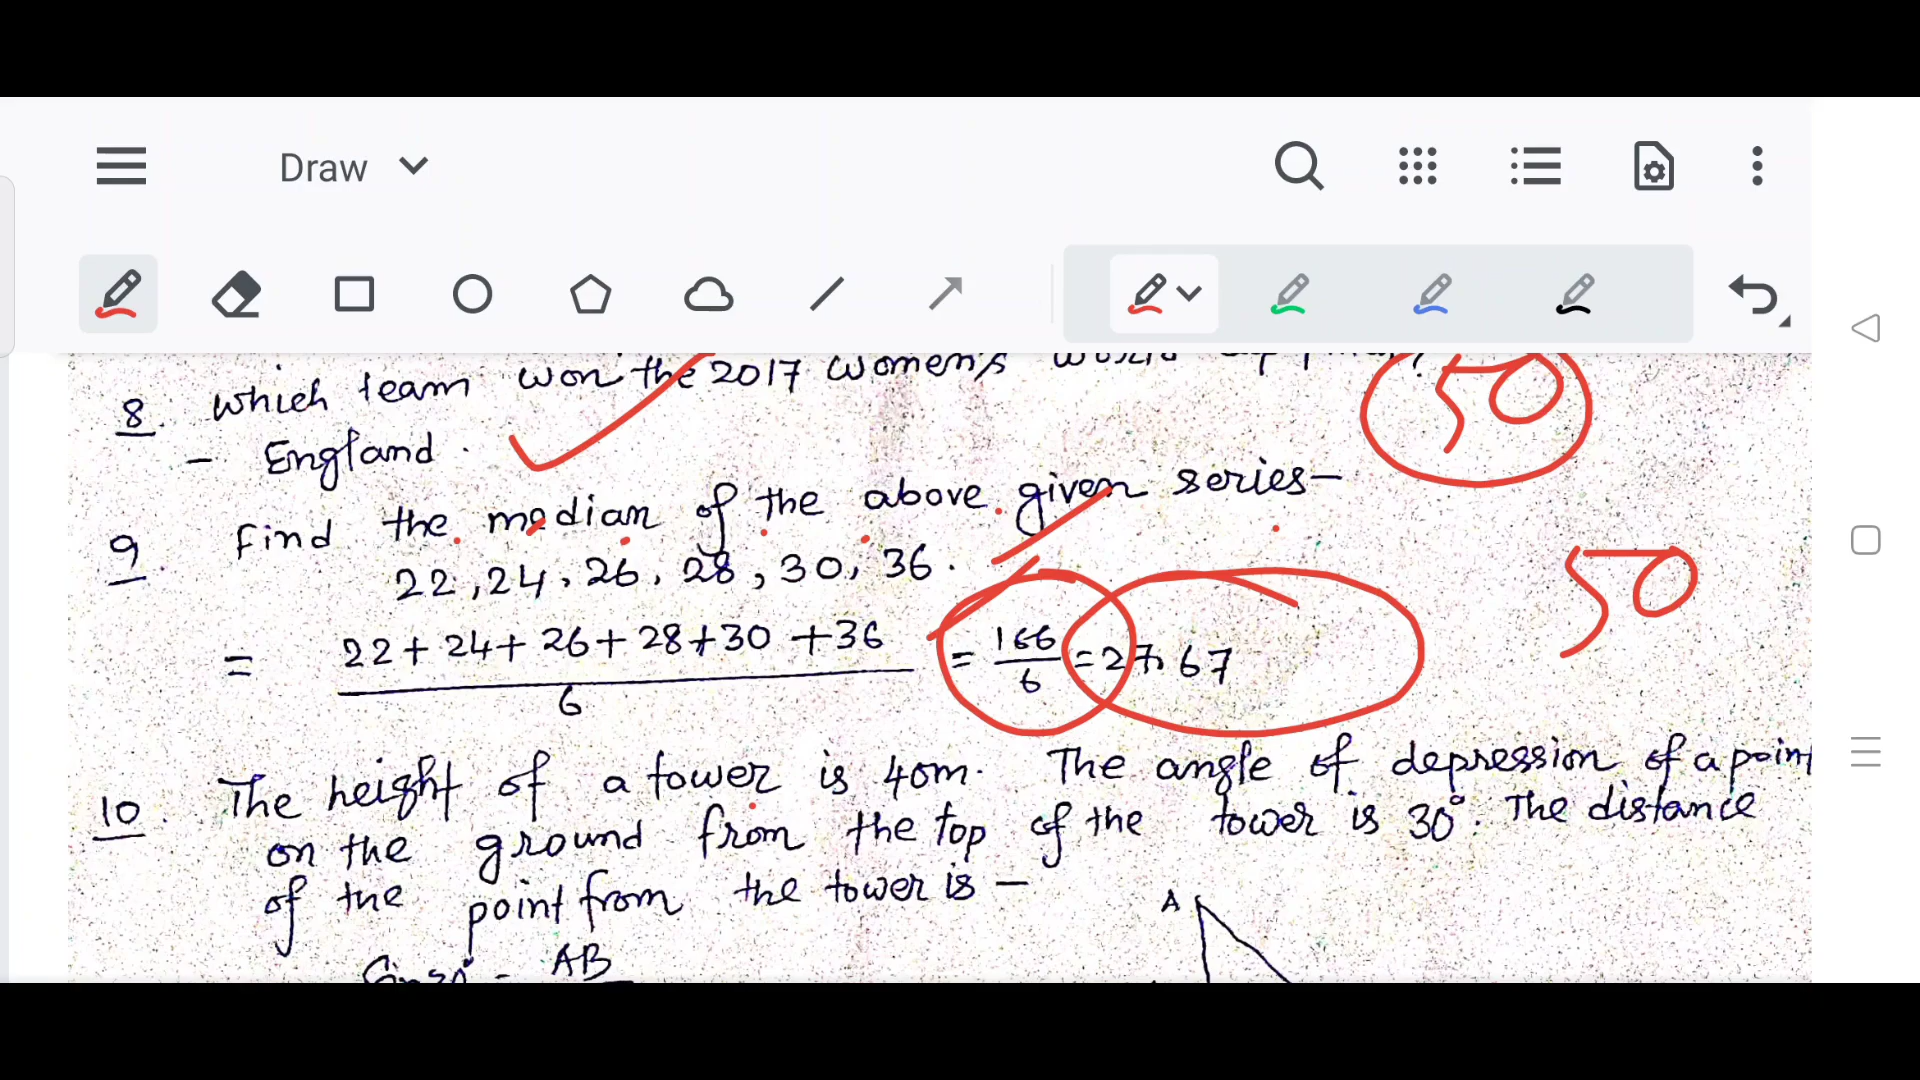 Draw
8. which team won the 2017 women's world cup final?
50
- England.
9 Find the median of the above given series-
22, 24, 26, 28, 30, 36.
50
= 22+ 24+ 26+ 28+30 +36 / 6 = 166 / 6 = 27.67
10. The height of a tower is 40m. The angle of depression of a point
on the ground from the top of the tower is 30°. The distance
of the point from the tower is -
A
AB